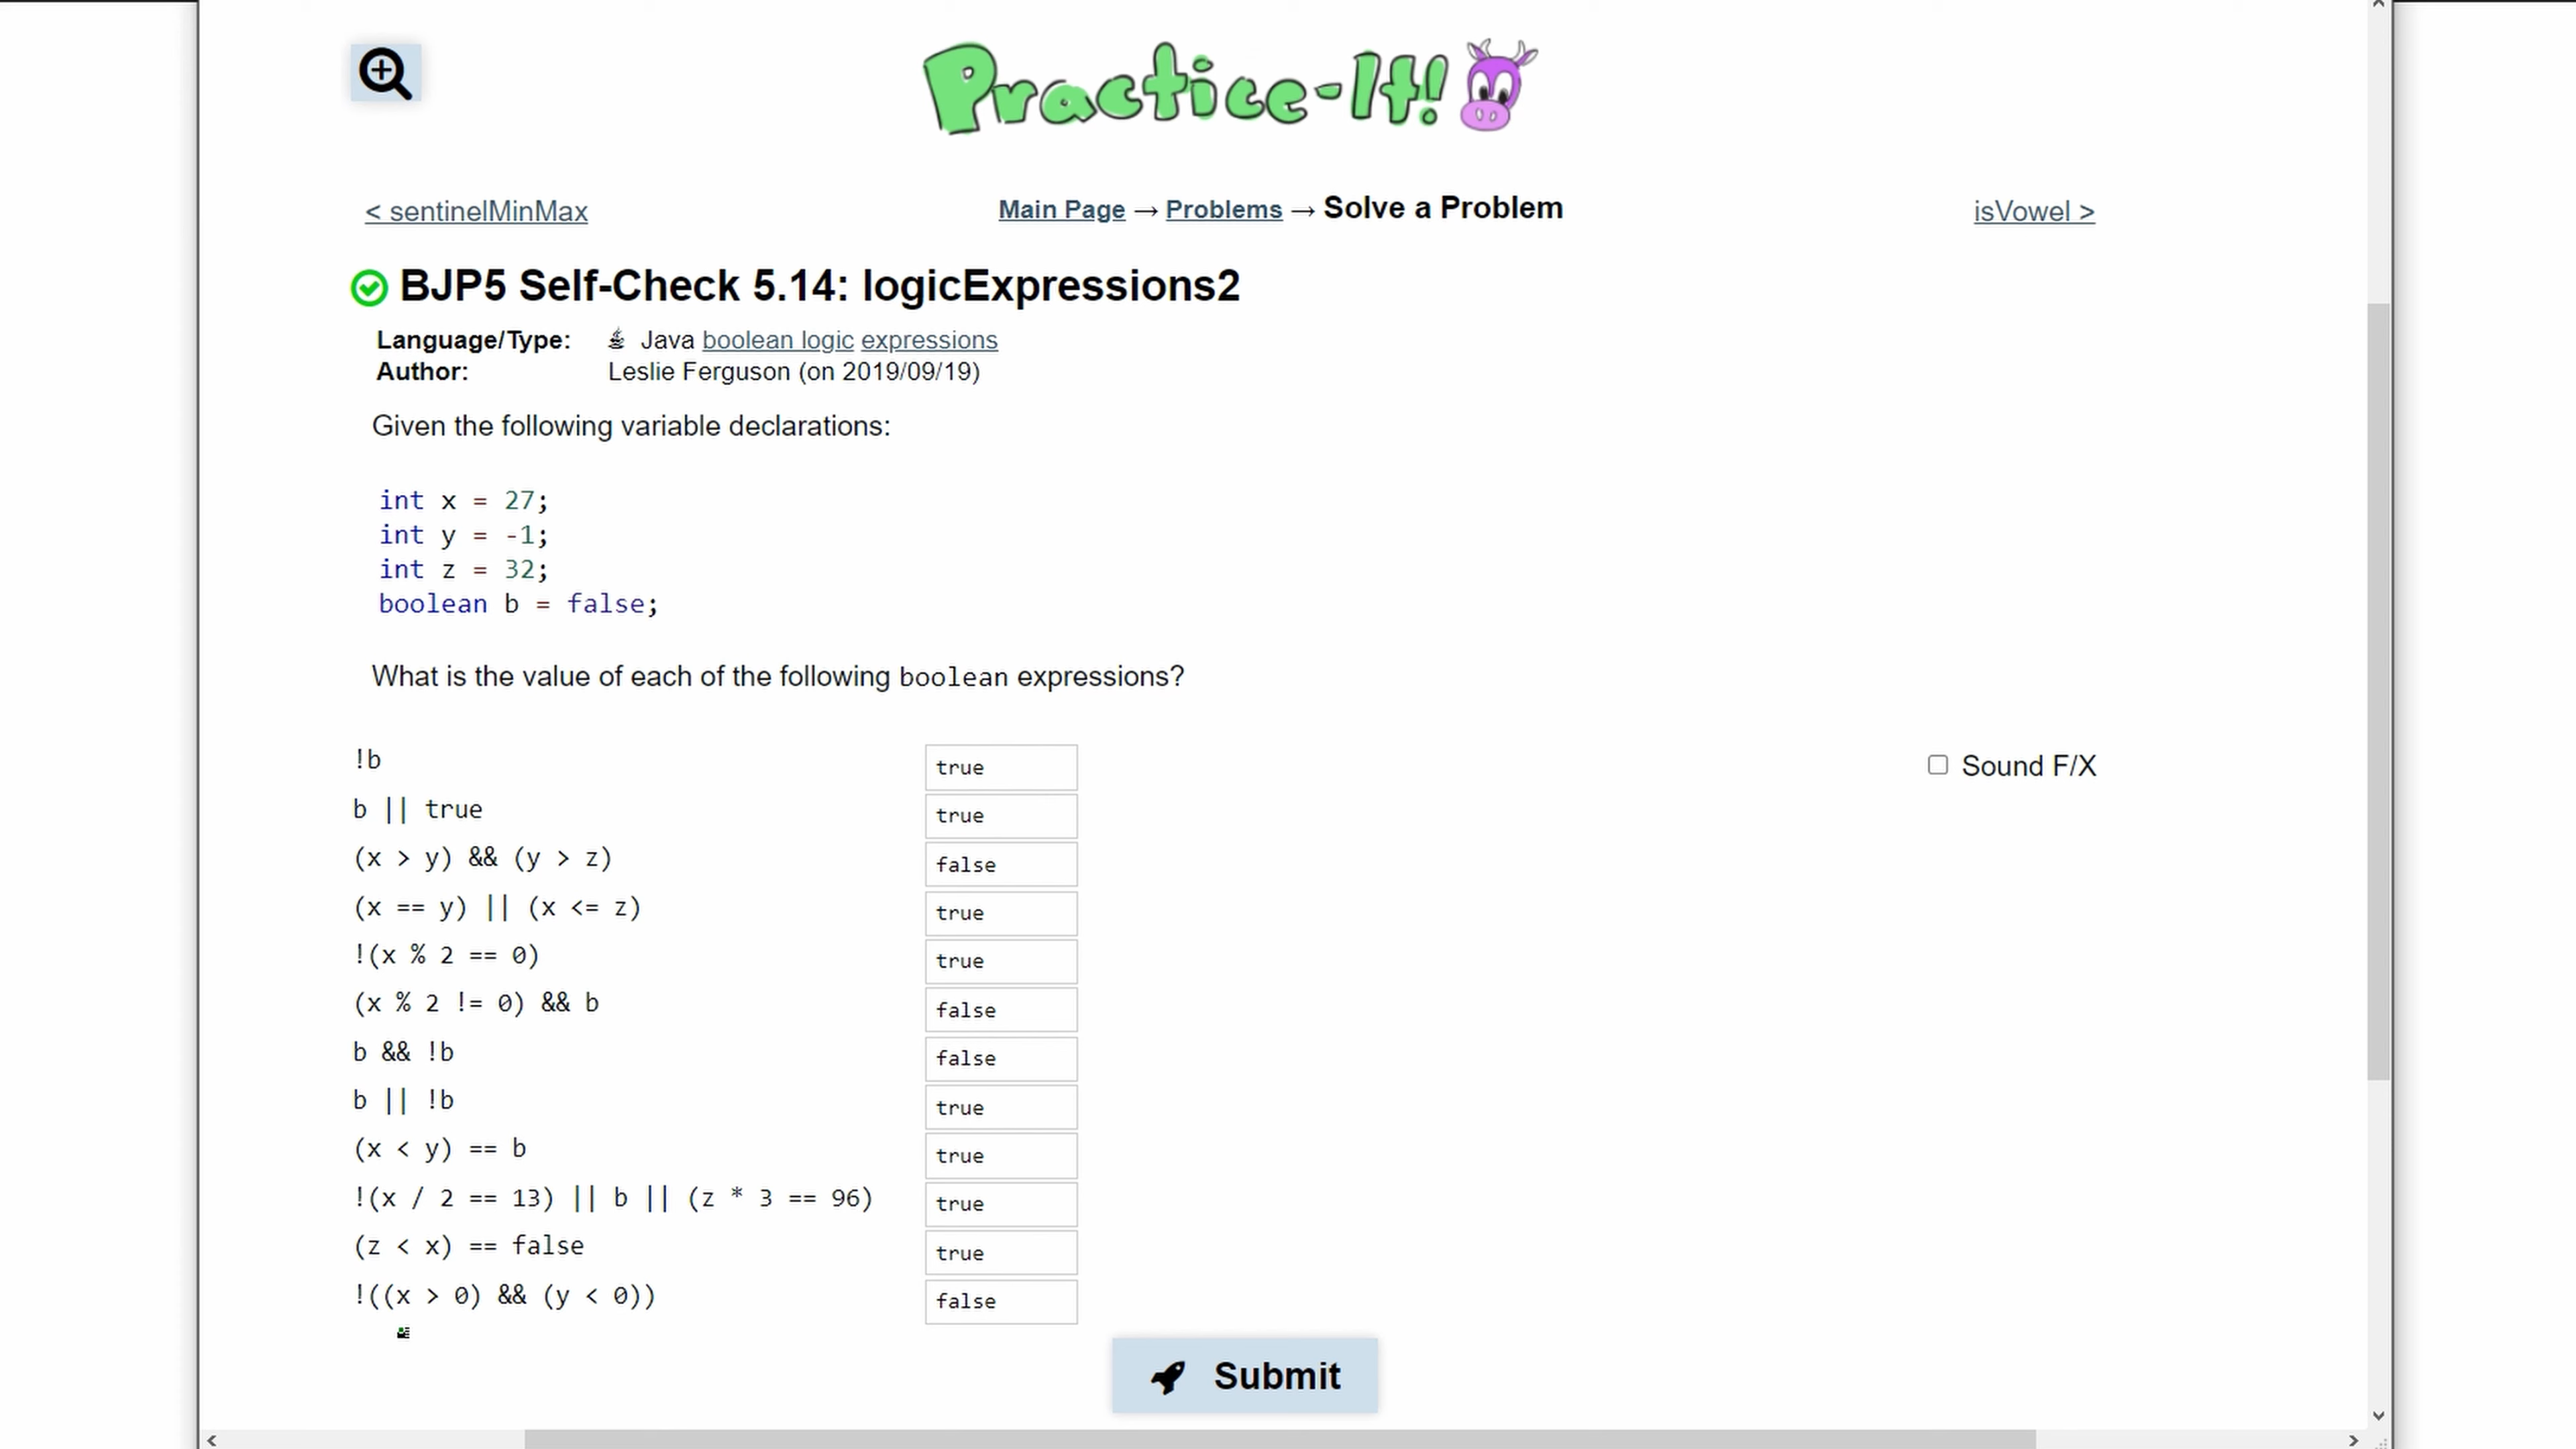 Practice-It!
< sentinelMinMax
Main Page → Problems → Solve a Problem
isVowel >
BJP5 Self-Check 5.14: logicExpressions2
Language/Type: Java boolean logic expressions
Author: Leslie Ferguson (on 2019/09/19)
Given the following variable declarations:
int x = 27;
int y = -1;
int z = 32;
boolean b = false;
What is the value of each of the following boolean expressions?
!b true
Sound F/X
b || true true
(x > y) && (y > z) false
(x == y) || (x <= z) true
!(x % 2 == 0) true
(x % 2 != 0) && b false
b && !b false
b || !b true
(x < y) == b true
!(x / 2 == 13) || b || (z * 3 == 96) true
(z < x) == false true
!((x > 0) && (y < 0)) false
Submit